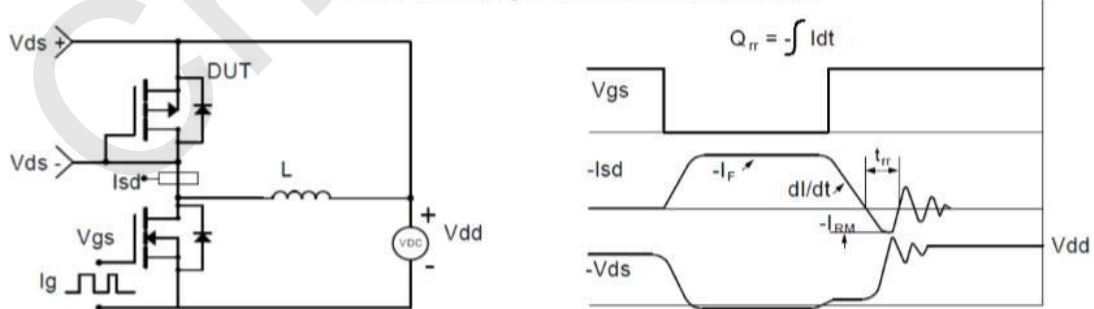 Vds +
DUT
Vds -
Isd
L
Vgs
Ig
VDC
+
-
Vdd
Qrr = -∫ Idt
Vgs
-Isd
-IF
dI/dt
trr
-IRM
-Vds
Vdd